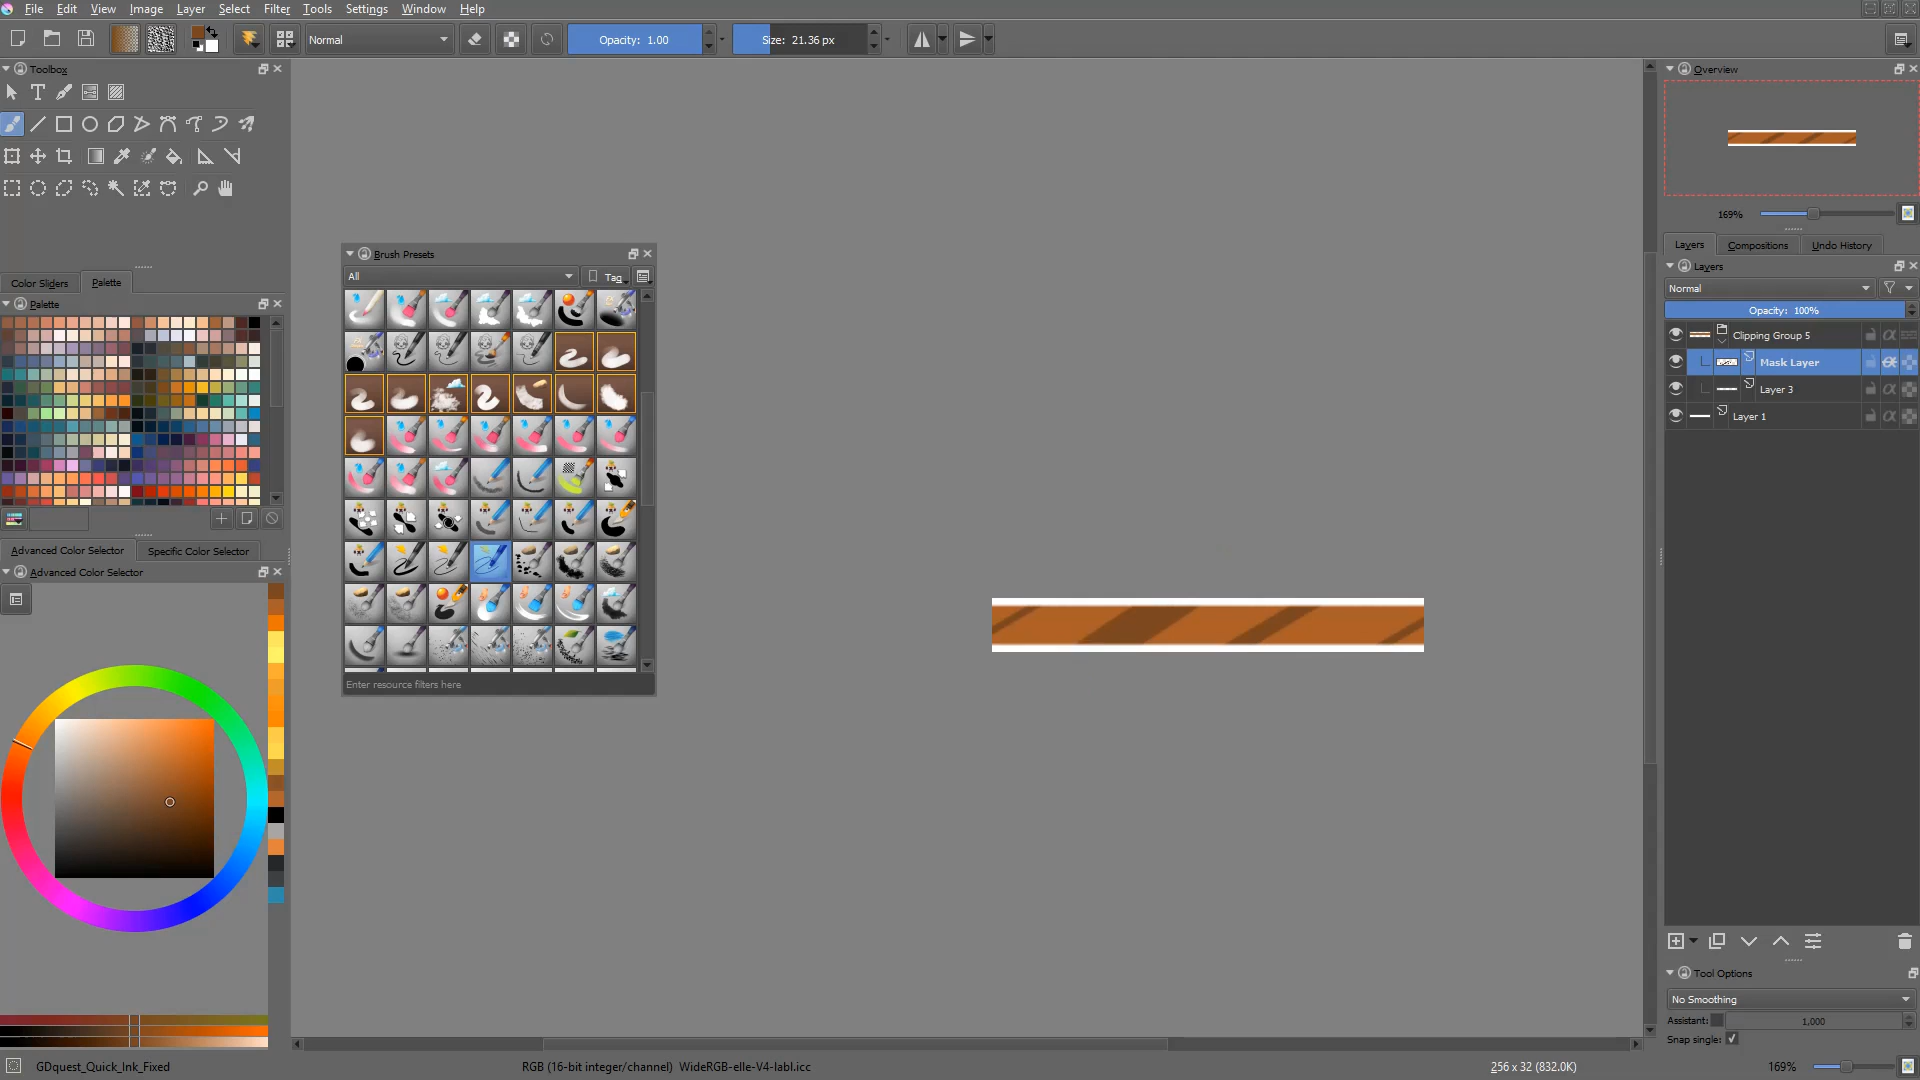 File Edit View Image Layer Select Filter Tools Settings Window Help
Normal
Opacity: 1.00
Size: 21.36 px
Toolbox
Color Sliders
Palette
Palette
Advanced Color Selector
Specific Color Selector
Advanced Color Selector
Brush Presets
All
Tag
Enter resource filters here
Overview
169%
Layers
Compositions
Undo History
Layers
Normal
Opacity: 100%
Clipping Group 5
Mask Layer
Layer 3
Layer 1
Tool Options
No Smoothing
Assistant:
1,000
Snap single:
GDquest_Quick_Ink_Fixed
RGB (16-bit integer/channel) WideRGB-elle-V4-labl.icc
256 x 32 (832.0K)
169%